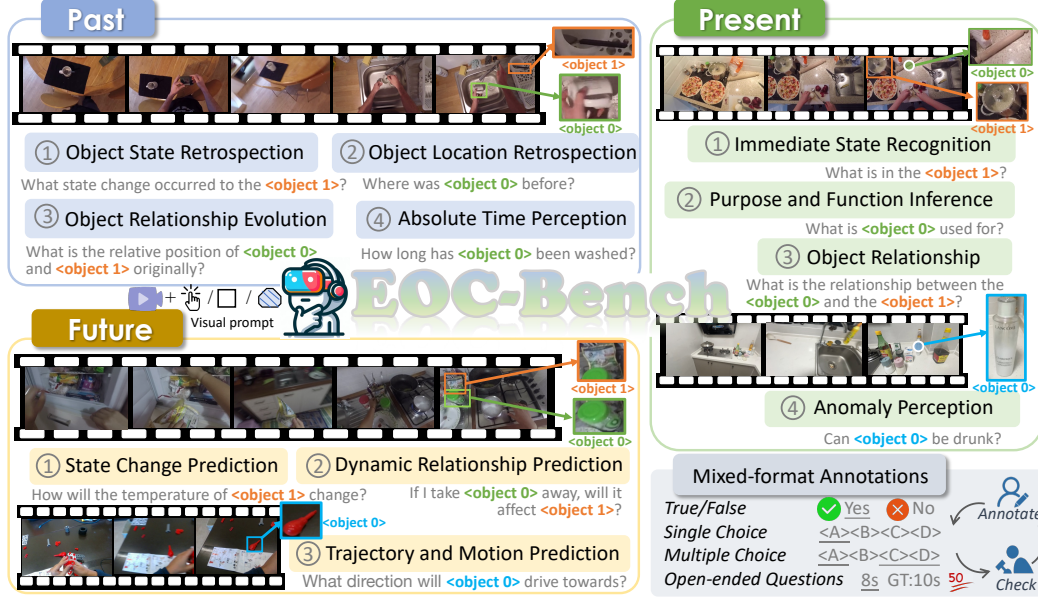 Past
<object 1>
<object 0>
① Object State Retrospection
What state change occurred to the <object 1>?
② Object Location Retrospection
Where was <object 0> before?
③ Object Relationship Evolution
What is the relative position of <object 0>
and <object 1> originally?
④ Absolute Time Perception
How long has <object 0> been washed?
Present
<object 0>
<object 1>
① Immediate State Recognition
What is in the <object 1>?
② Purpose and Function Inference
What is <object 0> used for?
③ Object Relationship
What is the relationship between the
<object 0> and the <object 1>?
<object 0>
④ Anomaly Perception
Can <object 0> be drunk?
+ / /
Visual prompt
EOC-Bench
Future
<object 1>
<object 0>
① State Change Prediction
How will the temperature of <object 1> change?
② Dynamic Relationship Prediction
If I take <object 0> away, will it
affect <object 1>?
<object 0>
③ Trajectory and Motion Prediction
What direction will <object 0> drive towards?
Mixed-format Annotations
True/False Yes No
Single Choice <A><B><C><D>
Multiple Choice <A><B><C><D>
Open-ended Questions 8s GT:10s 50
Annotate
Check